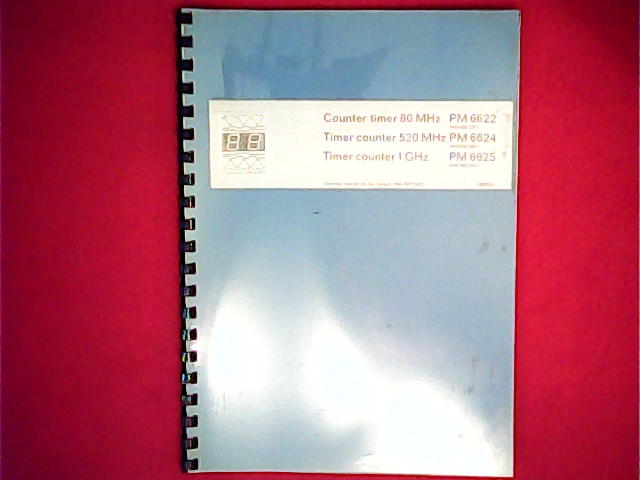 Counter timer 80 MHz PM 6622
Timer counter 520 MHz PM 6624
Timer counter 1 GHz PM 6625